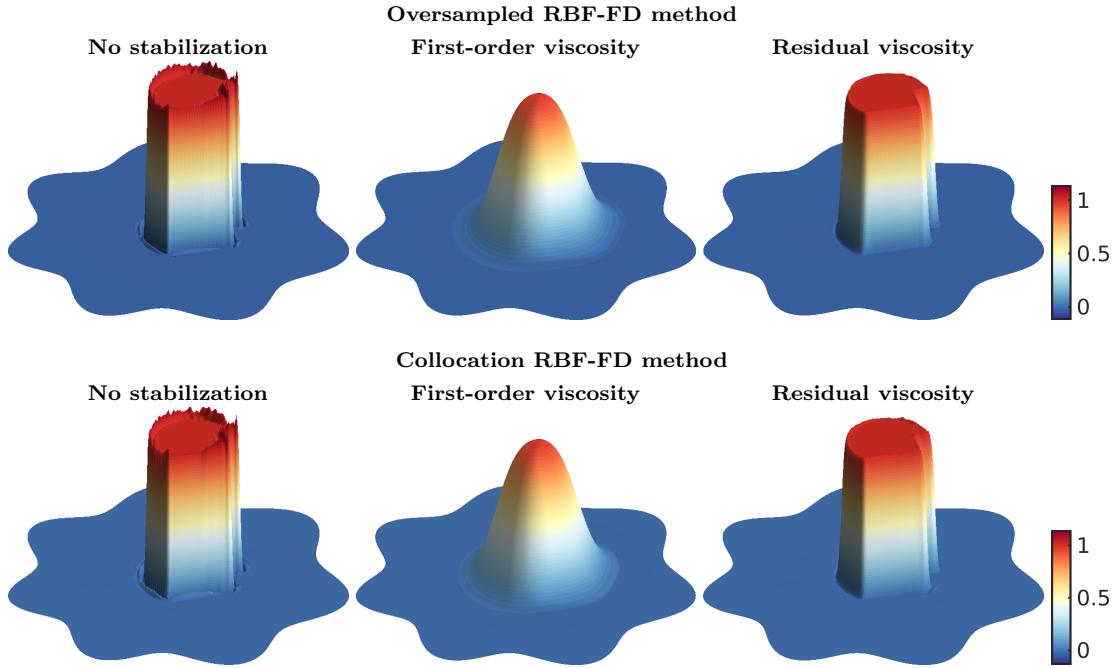 Oversampled RBF-FD method
No stabilization First-order viscosity Residual viscosity
1
0.5
0
Collocation RBF-FD method
No stabilization First-order viscosity Residual viscosity
1
0.5
0